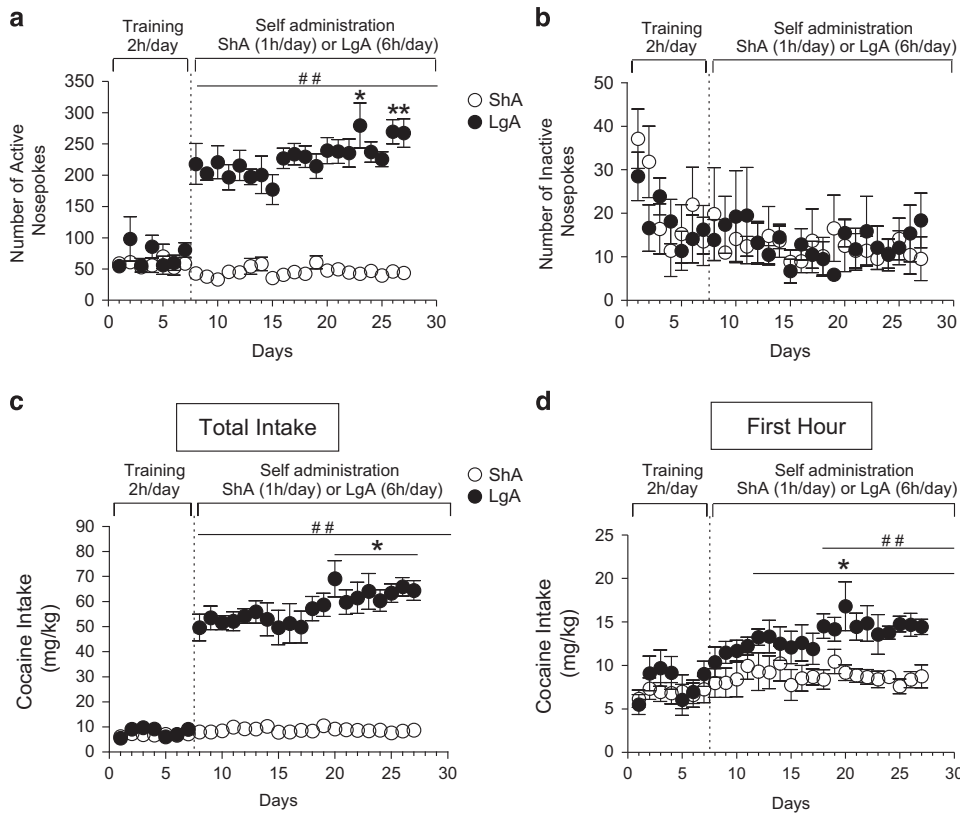 a
Training
2h/day
Self administration
ShA (1h/day) or LgA (6h/day)
##
*
**
350
300
250
200
150
100
50
0
Number of Active
Nosepokes
0
5
10
15
20
25
30
Days
ShA
LgA
b
Training
2h/day
Self administration
ShA (1h/day) or LgA (6h/day)
50
40
30
20
10
0
Number of Inactive
Nosepokes
0
5
10
15
20
25
30
Days
c
Total Intake
Training
2h/day
Self administration
ShA (1h/day) or LgA (6h/day)
ShA
LgA
##
*
90
80
70
60
50
40
30
20
10
0
Cocaine Intake
(mg/kg)
0
5
10
15
20
25
30
Days
d
First Hour
Training
2h/day
Self administration
ShA (1h/day) or LgA (6h/day)
##
*
25
20
15
10
5
0
Cocaine Intake
(mg/kg)
0
5
10
15
20
25
30
Days